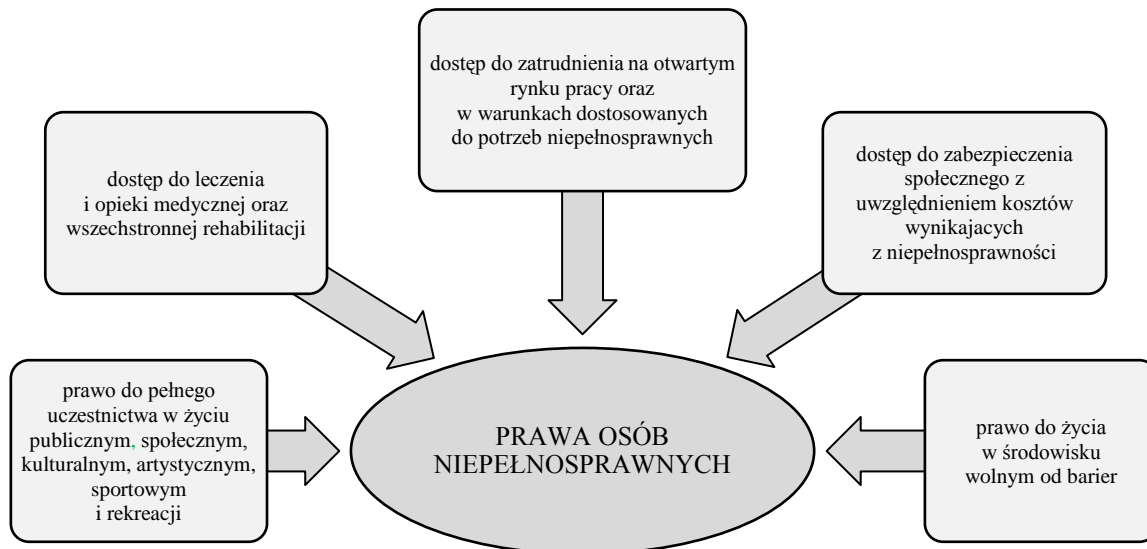 dostęp do zatrudnienia na otwartym
rynku pracy oraz
w warunkach dostosowanych
do potrzeb niepełnosprawnych
dostęp do leczenia
i opieki medycznej oraz
wszechstronnej rehabilitacji
dostęp do zabezpieczenia
społecznego z
uwzględnieniem kosztów
wynikajacych
z niepełnosprawności
prawo do pełnego
uczestnictwa w życiu
publicznym, społecznym,
kulturalnym, artystycznym,
sportowym
i rekreacji
PRAWA OSÓB
NIEPEŁNOSPRAWNYCH
prawo do życia
w środowisku
wolnym od barier